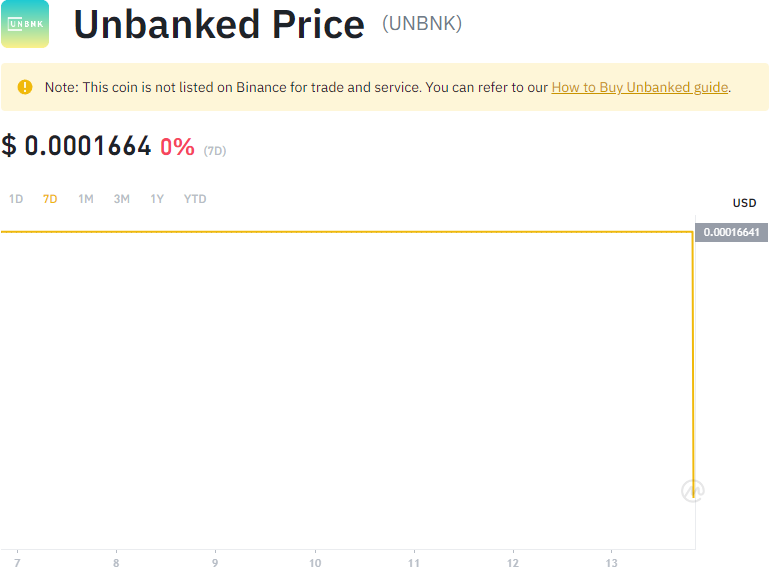 UNBNK
Unbanked Price (UNBNK)
Note: This coin is not listed on Binance for trade and service. You can refer to our How to Buy Unbanked guide.
$ 0.0001664 0% (7D)
1D 7D 1M 3M 1Y YTD
USD
0.00016641
7 8 9 10 11 12 13